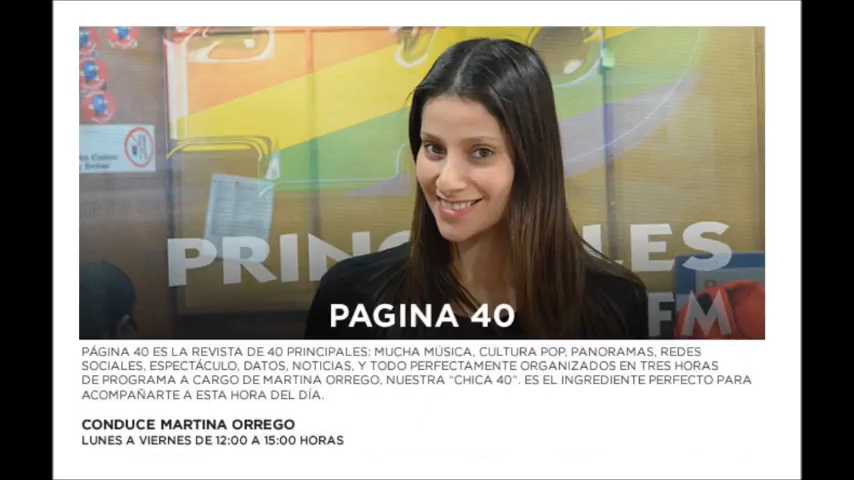 PRINCIPALES
FM
PAGINA 40
PÁGINA 40 ES LA REVISTA DE 40 PRINCIPALES: MUCHA MÚSICA, CULTURA POP, PANORAMAS, REDES
SOCIALES, ESPECTÁCULO, DATOS, NOTICIAS, Y TODO PERFECTAMENTE ORGANIZADOS EN TRES HORAS
DE PROGRAMA A CARGO DE MARTINA ORREGO, NUESTRA "CHICA 40". ES EL INGREDIENTE PERFECTO PARA
ACOMPAÑARTE A ESTA HORA DEL DÍA.
CONDUCE MARTINA ORREGO
LUNES A VIERNES DE 12:00 A 15:00 HORAS